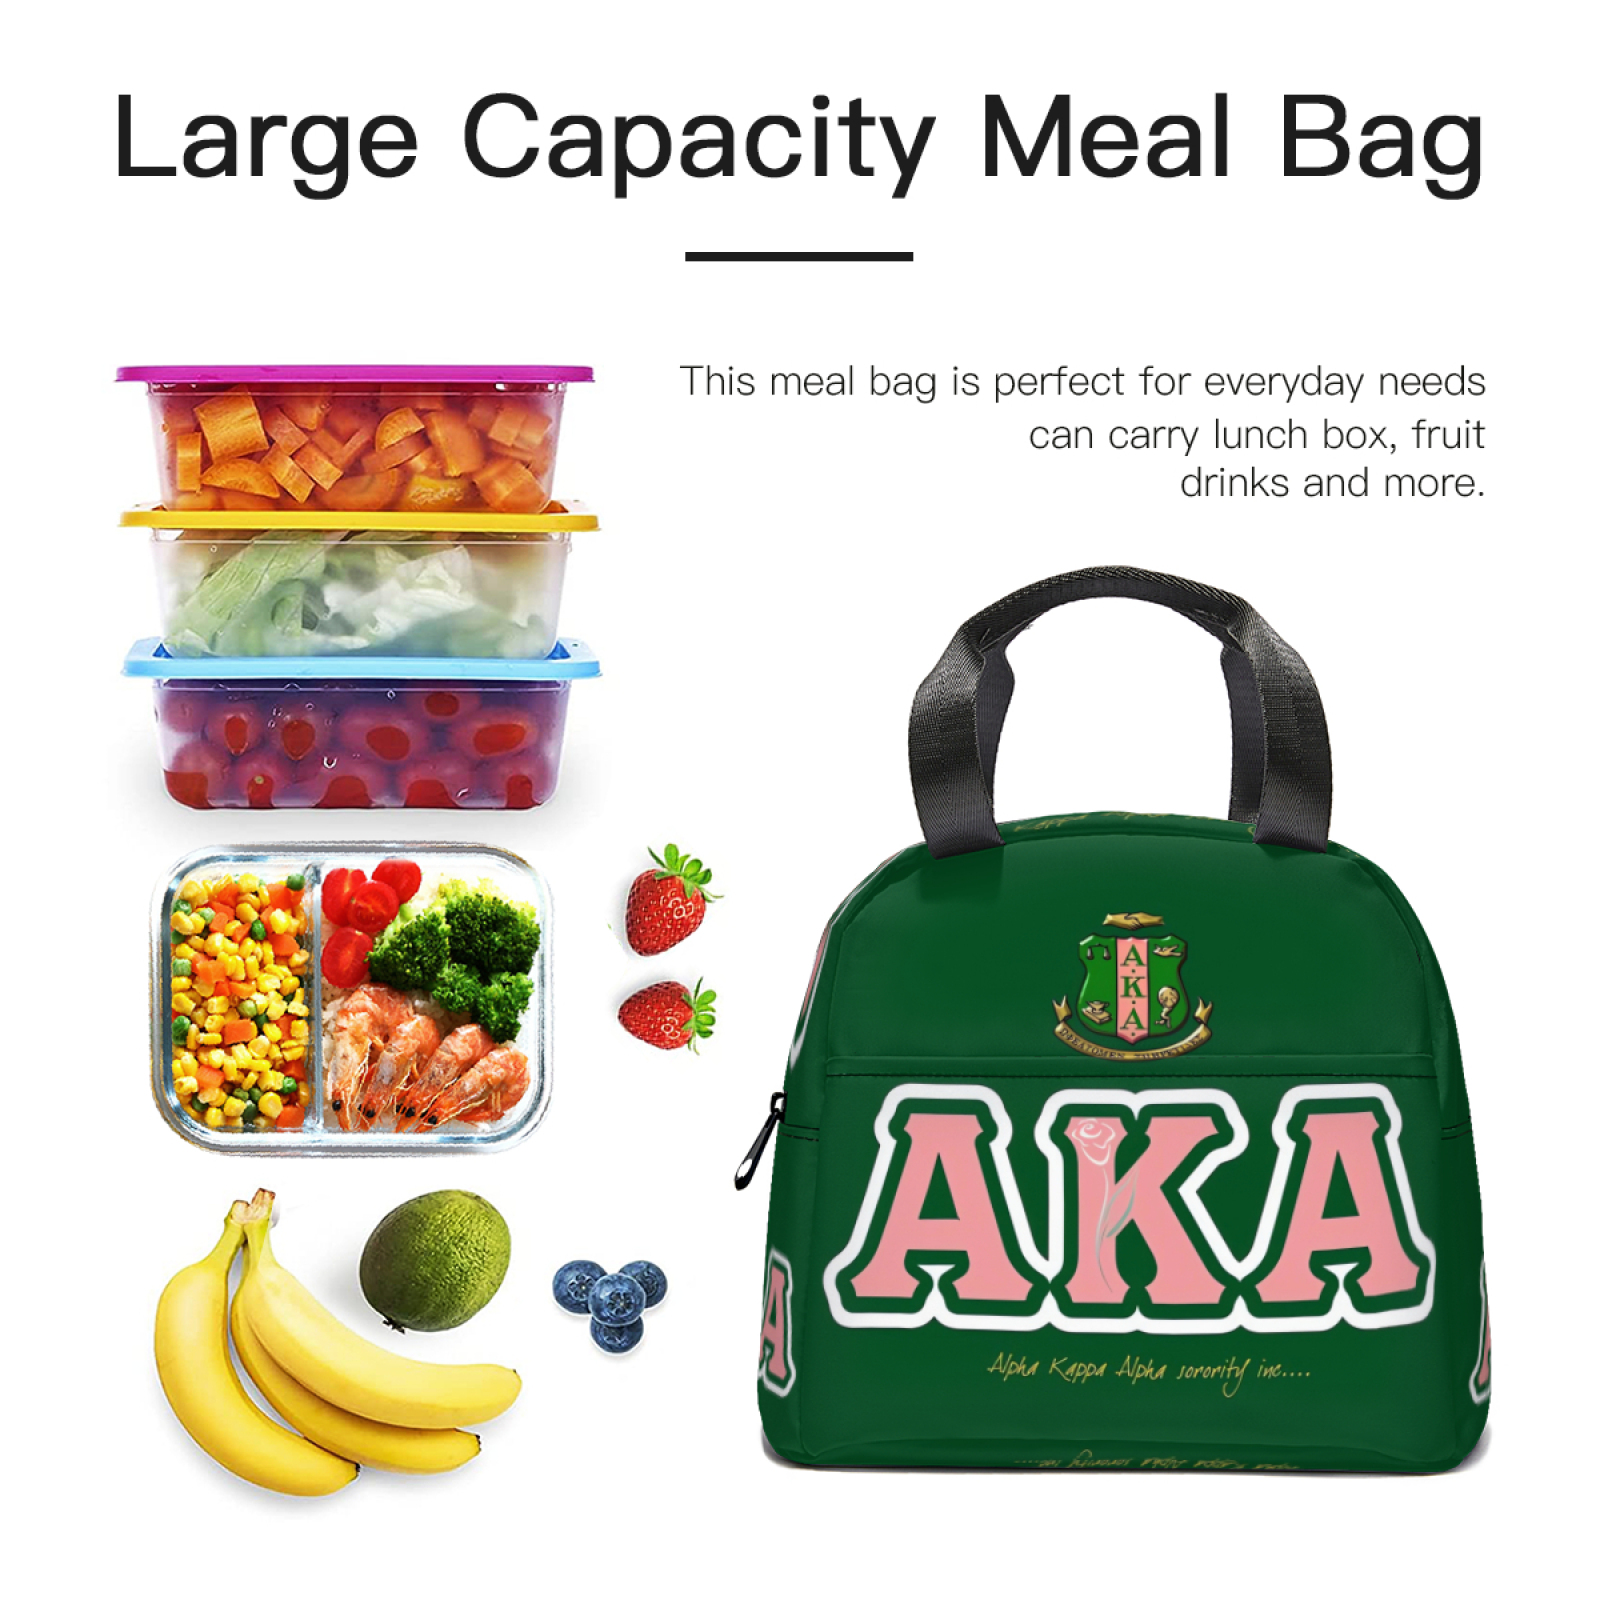 Large Capacity Meal Bag
This meal bag is perfect for everyday needs
can carry lunch box, fruit
drinks and more.
A·K·A
AKA
Alpha Kappa Alpha sorority inc....